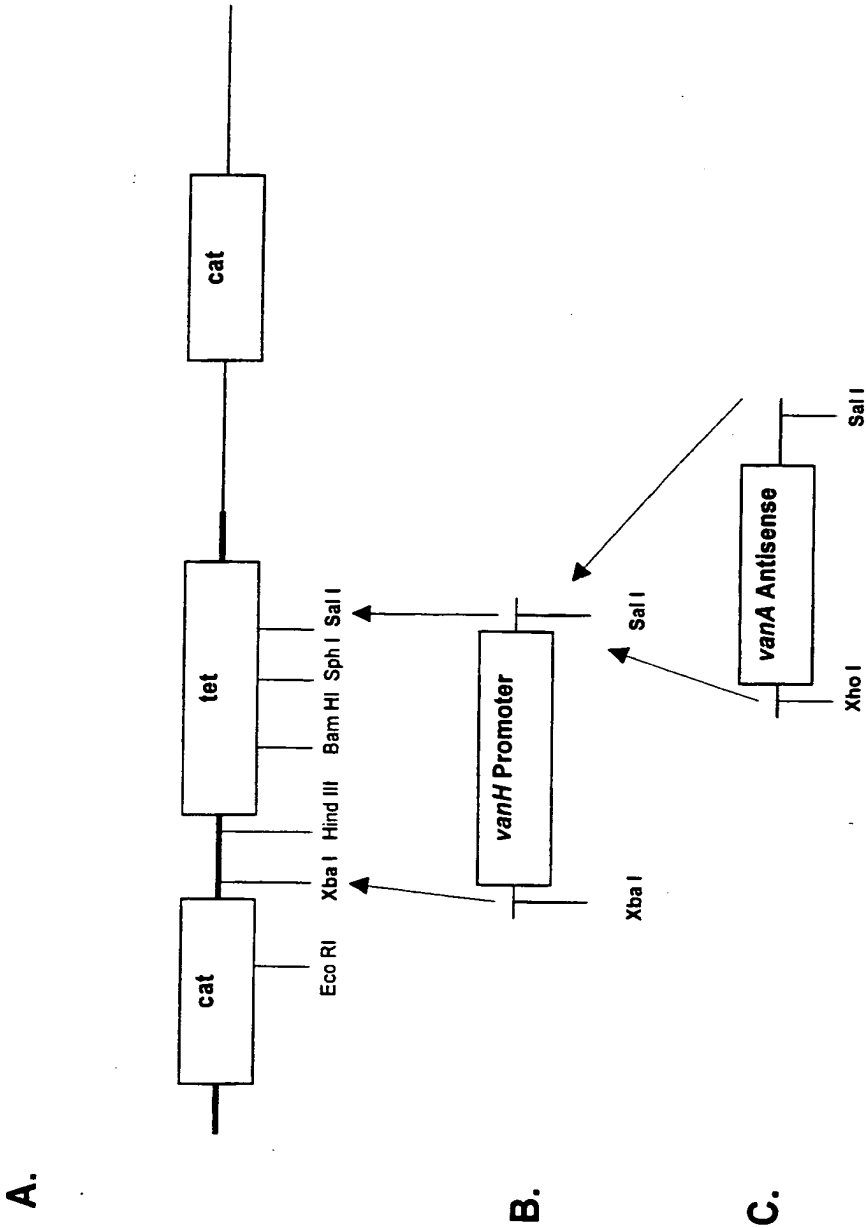 A.
cat
tet
cat
Eco RI
Xba I
Hind III
Bam HI
Sph I
Sal I
B.
vanH Promoter
Xba I
Sal I
C.
vanA Antisense
Xho I
Sal I